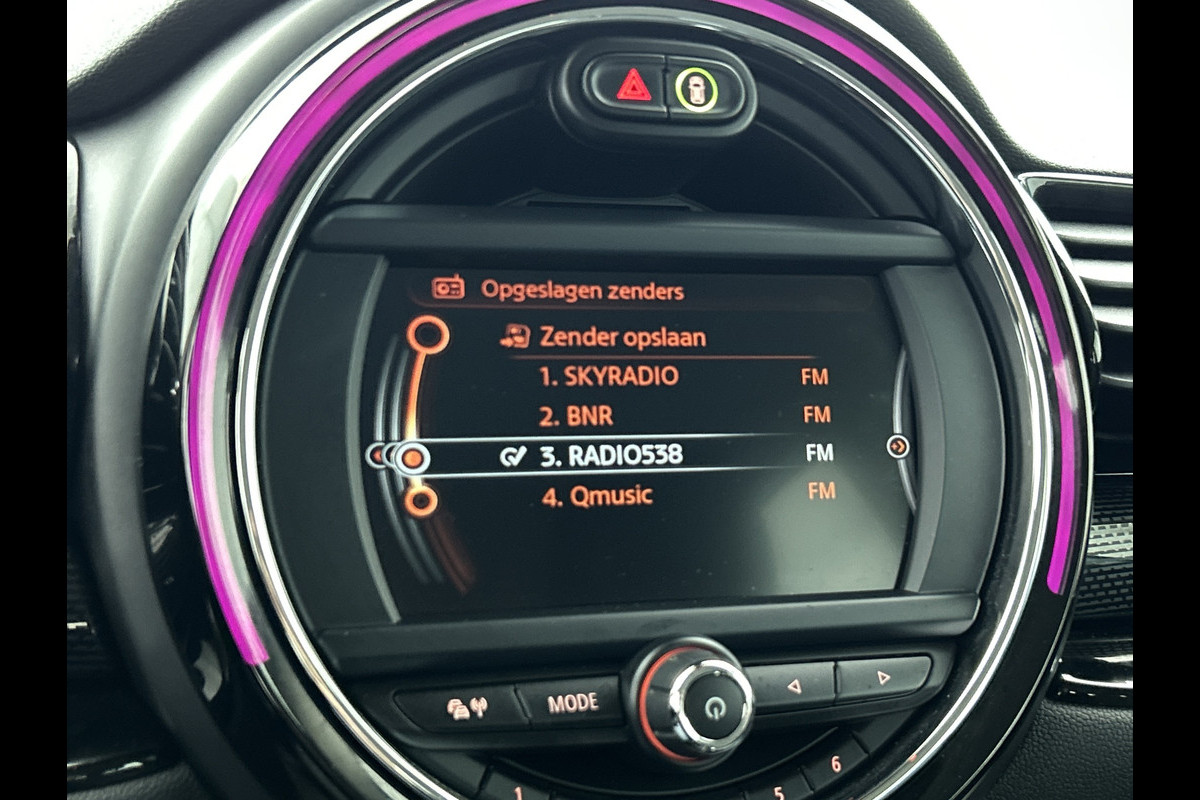 Opgeslagen zenders
Zender opslaan
1. SKYRADIO FM
2. BNR FM
3. RADIO538 FM
4. Qmusic FM
MODE
1 5 6